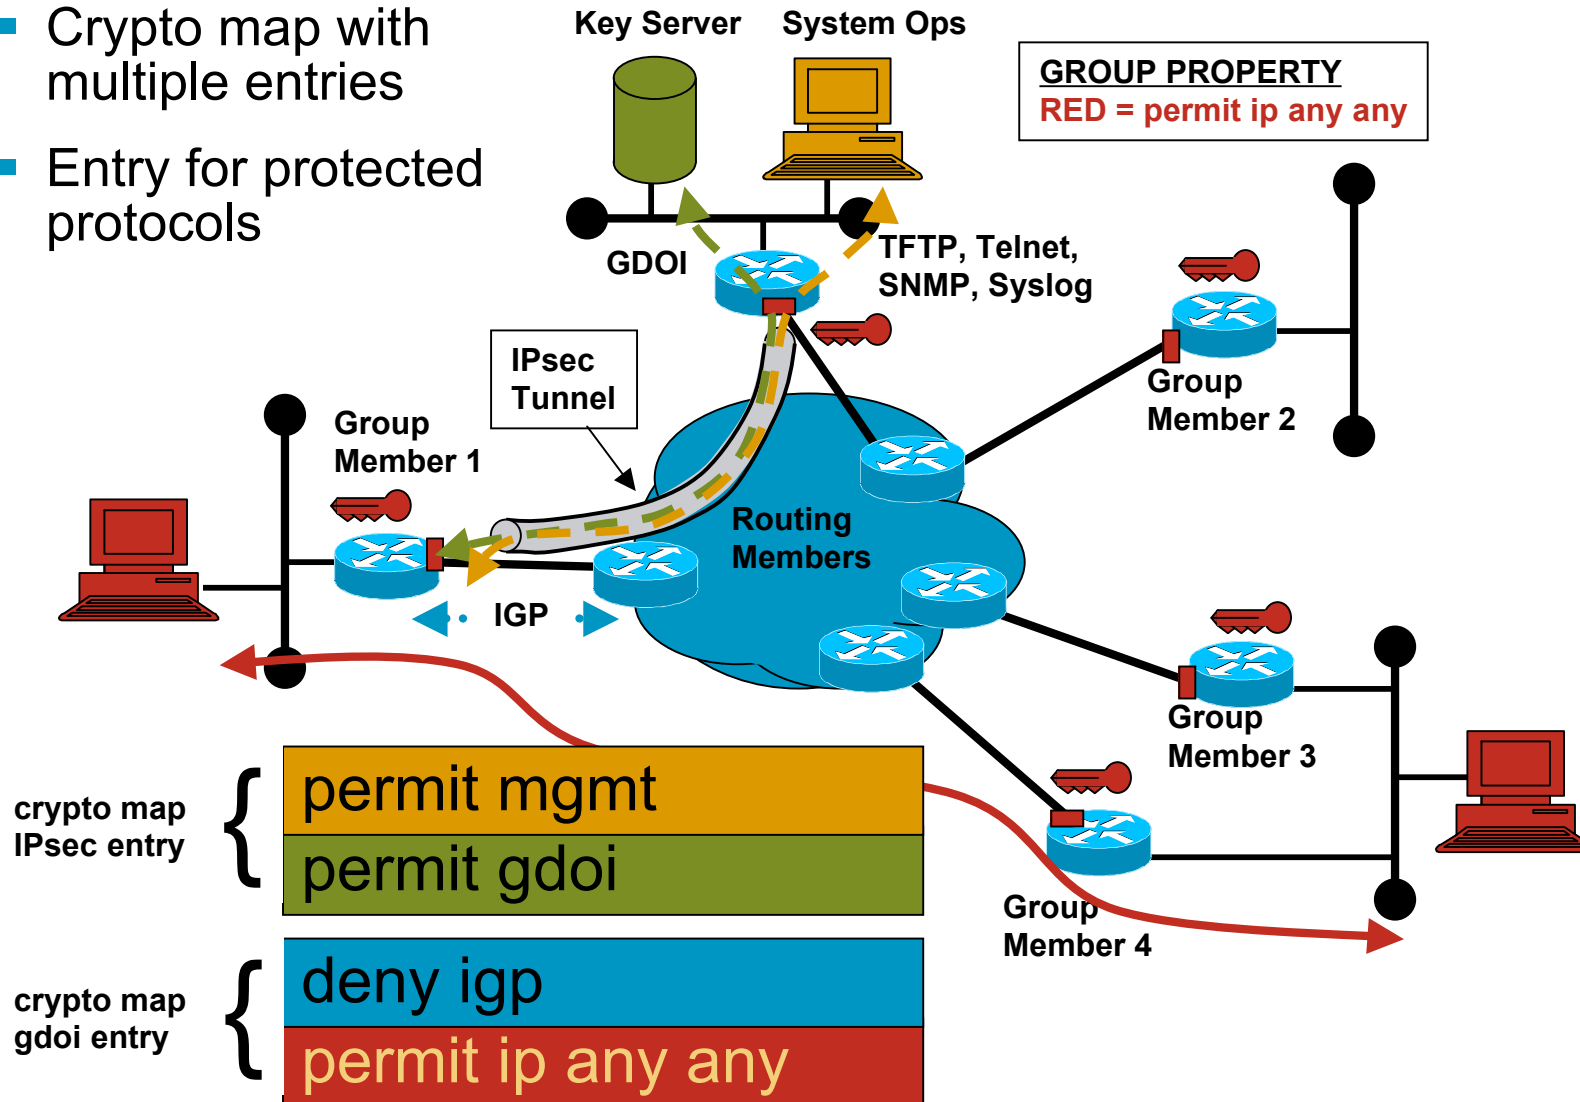 Crypto map with
multiple entries
Entry for protected
protocols
Key Server
System Ops
GROUP PROPERTY
RED = permit ip any any
GDOI
TFTP, Telnet,
SNMP, Syslog
IPsec
Tunnel
Group
Member 1
Group
Member 2
Routing
Members
IGP
Group
Member 3
Group
Member 4
crypto map
IPsec entry
{
permit mgmt
permit gdoi
crypto map
gdoi entry
{
deny igp
permit ip any any